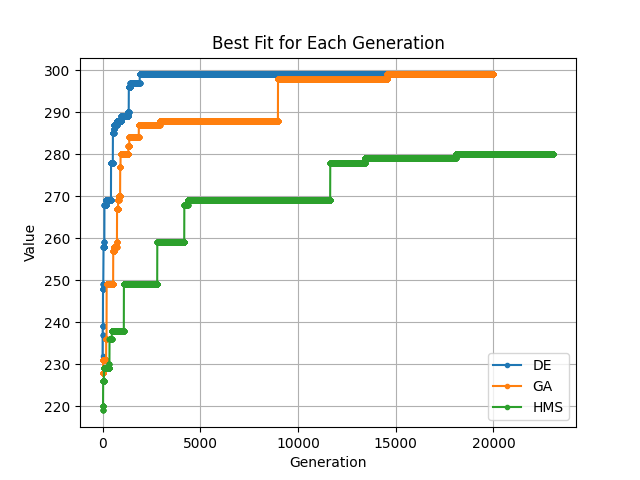 Best Fit for Each Generation
Value
300
290
280
270
260
250
240
230
220
DE
GA
HMS
0 5000 10000 15000 20000
Generation